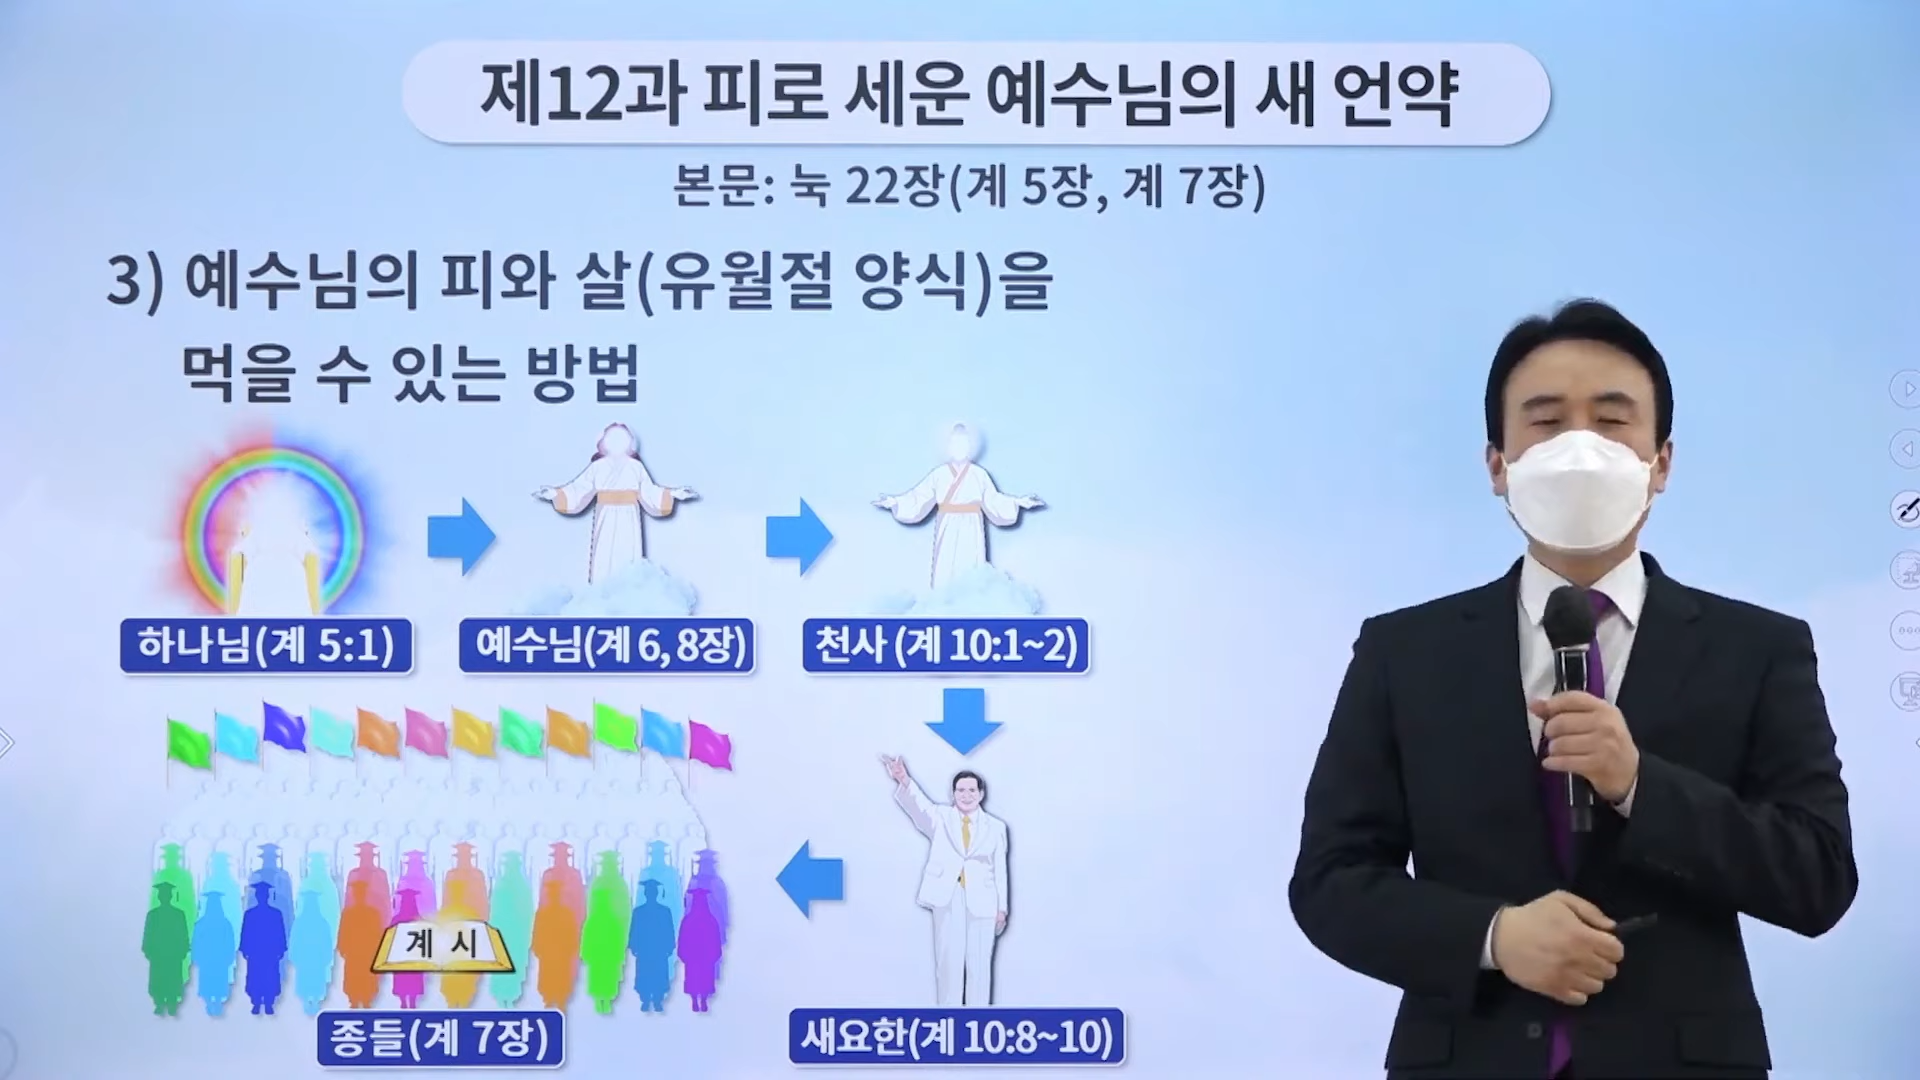 제12과 피로 세운 예수님의 새 언약
본문: 눅 22장(계 5장, 계 7장)
3) 예수님의 피와 살(유월절 양식)을
먹을 수 있는 방법
하나님(계 5:1)
예수님(계 6, 8장)
천사 (계 10:1~2)
계 시
종들(계 7장)
새요한(계 10:8~10)